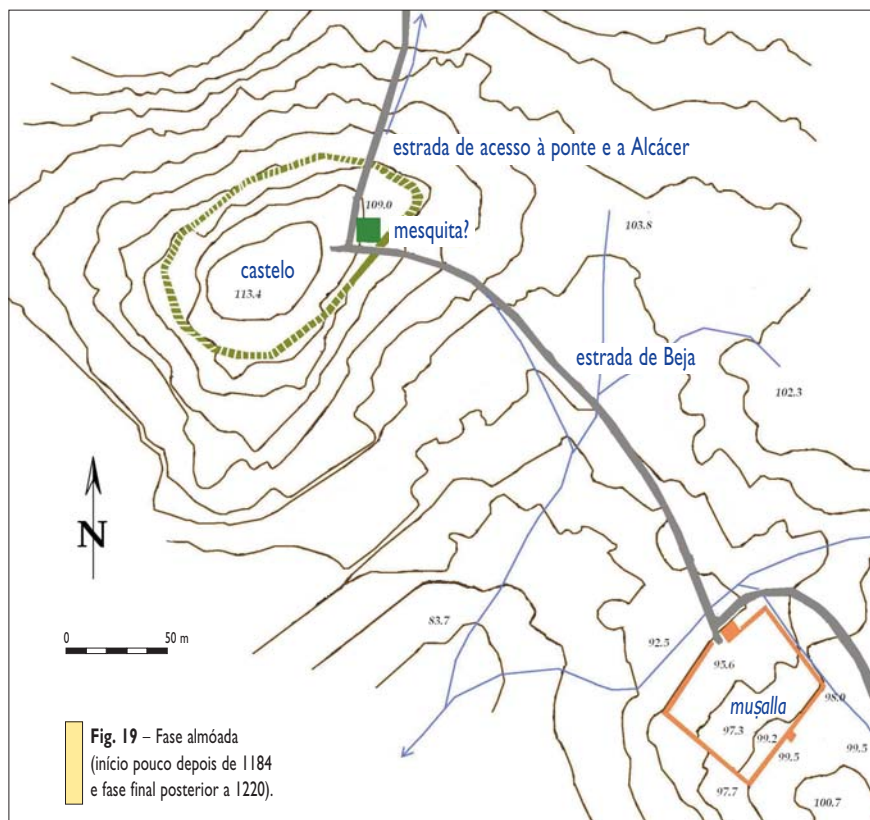 estrada de acesso à ponte e a Alcácer
109.0
mesquita?
103.8
castelo
113.4
estrada de Beja
102.3
N
0 50 m
83.7
92.5
95.6
98.0
muṣalla
97.3
99.2
99.5
99.5
97.7
100.7
Fig. 19 – Fase almóada
(início pouco depois de 1184
e fase final posterior a 1220).